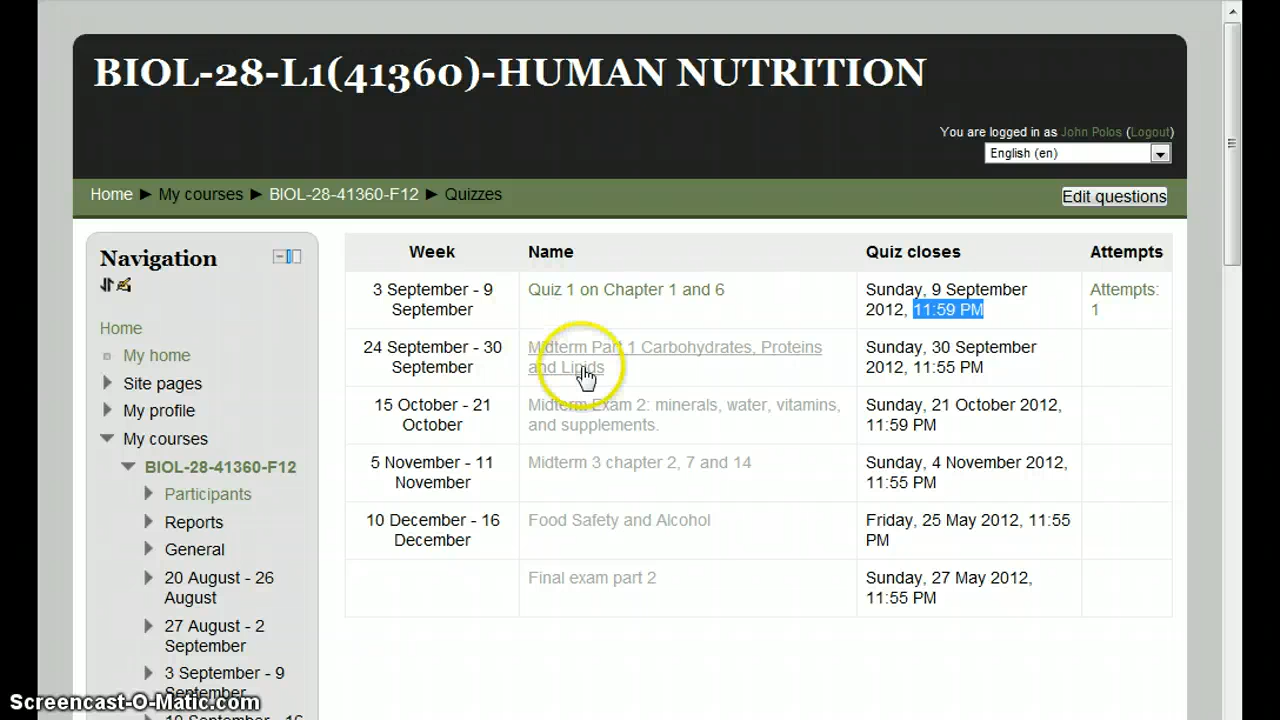 BIOL-28-L1(41360)-HUMAN NUTRITION
You are logged in as John Polos (Logout)
English (en)
Home ► My courses ► BIOL-28-41360-F12 ► Quizzes
Edit questions
Navigation
Home
My home
Site pages
My profile
My courses
BIOL-28-41360-F12
Participants
Reports
General
20 August - 26
August
27 August - 2
September
3 September - 9
September
10 September - 16
Week Name Quiz closes Attempts
3 September - 9 Quiz 1 on Chapter 1 and 6 Sunday, 9 September Attempts:
September 2012, 11:59 PM 1
24 September - 30 Midterm Part 1 Carbohydrates, Proteins Sunday, 30 September
September and Lipids 2012, 11:55 PM
15 October - 21 Midterm Exam 2: minerals, water, vitamins, Sunday, 21 October 2012,
October and supplements. 11:59 PM
5 November - 11 Midterm 3 chapter 2, 7 and 14 Sunday, 4 November 2012,
November 11:55 PM
10 December - 16 Food Safety and Alcohol Friday, 25 May 2012, 11:55
December PM
Final exam part 2 Sunday, 27 May 2012,
11:55 PM
Screencast-O-Matic.com